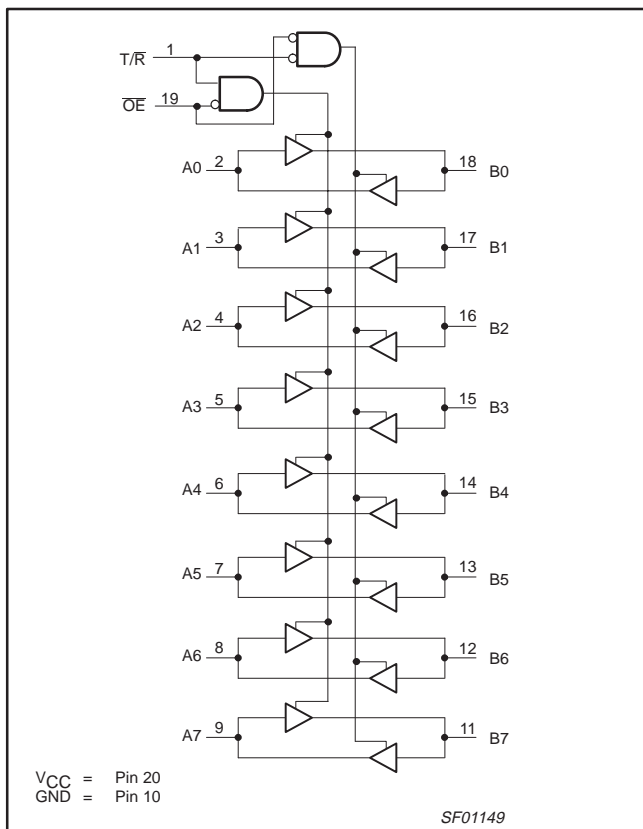 T/R̅ 1
O̅E̅ 19
A0 2 18 B0
A1 3 17 B1
A2 4 16 B2
A3 5 15 B3
A4 6 14 B4
A5 7 13 B5
A6 8 12 B6
A7 9 11 B7
VCC = Pin 20
GND = Pin 10
SF01149